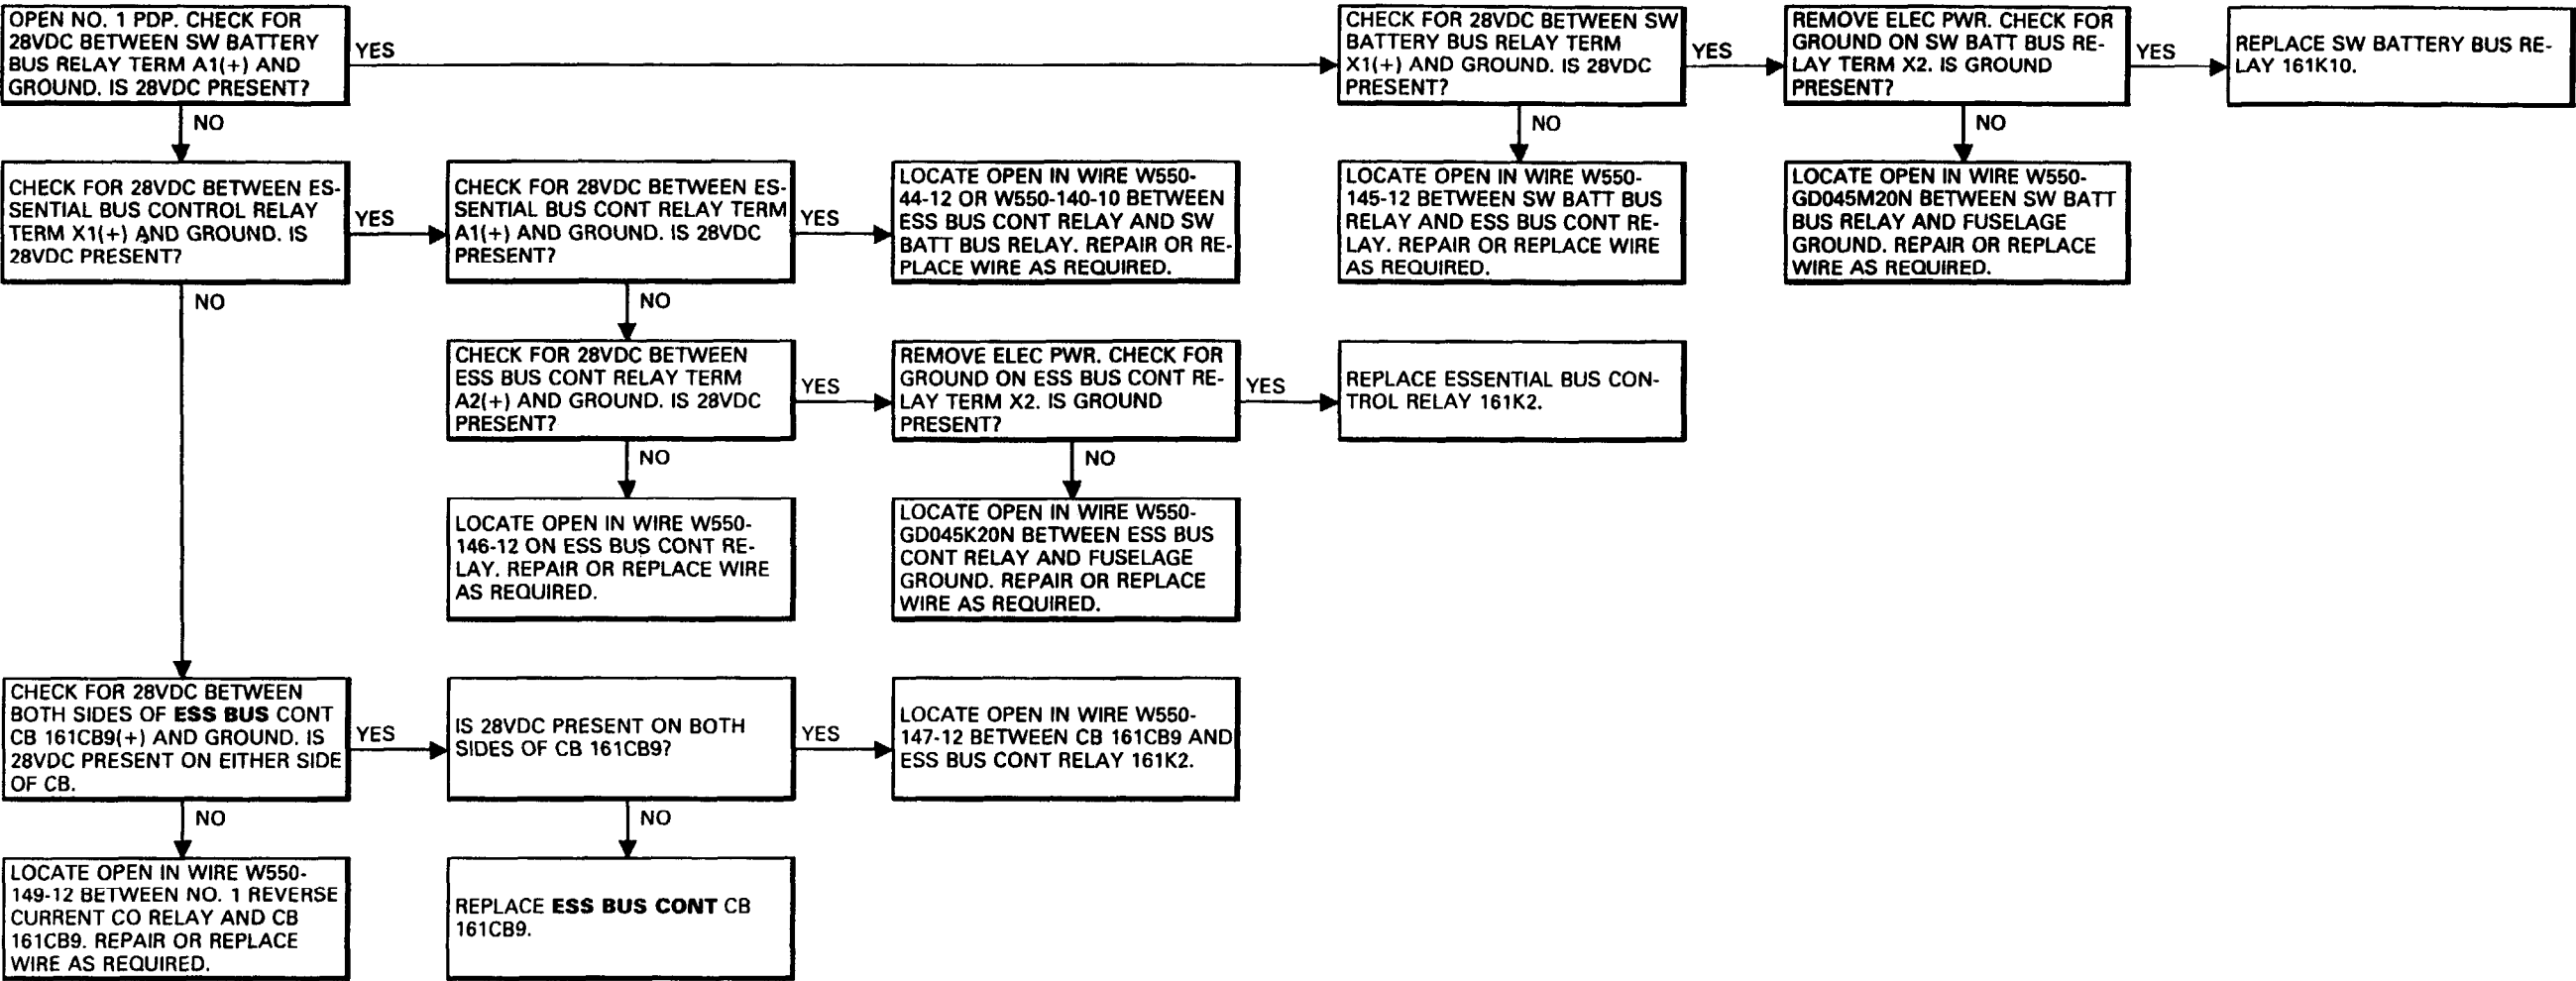 OPEN NO. 1 PDP. CHECK FOR
28VDC BETWEEN SW BATTERY
BUS RELAY TERM A1(+) AND
GROUND. IS 28VDC PRESENT?
YES
CHECK FOR 28VDC BETWEEN SW
BATTERY BUS RELAY TERM
X1(+) AND GROUND. IS 28VDC
PRESENT?
YES
REMOVE ELEC PWR. CHECK FOR
GROUND ON SW BATT BUS RE-
LAY TERM X2. IS GROUND
PRESENT?
YES
REPLACE SW BATTERY BUS RE-
LAY 161K10.
NO
NO
NO
CHECK FOR 28VDC BETWEEN ES-
SENTIAL BUS CONTROL RELAY
TERM X1(+) AND GROUND. IS
28VDC PRESENT?
YES
CHECK FOR 28VDC BETWEEN ES-
SENTIAL BUS CONT RELAY TERM
A1(+) AND GROUND. IS 28VDC
PRESENT?
YES
LOCATE OPEN IN WIRE W550-
44-12 OR W550-140-10 BETWEEN
ESS BUS CONT RELAY AND SW
BATT BUS RELAY. REPAIR OR RE-
PLACE WIRE AS REQUIRED.
LOCATE OPEN IN WIRE W550-
145-12 BETWEEN SW BATT BUS
RELAY AND ESS BUS CONT RE-
LAY. REPAIR OR REPLACE WIRE
AS REQUIRED.
LOCATE OPEN IN WIRE W550-
GD045M20N BETWEEN SW BATT
BUS RELAY AND FUSELAGE
GROUND. REPAIR OR REPLACE
WIRE AS REQUIRED.
NO
NO
CHECK FOR 28VDC BETWEEN
ESS BUS CONT RELAY TERM
A2(+) AND GROUND. IS 28VDC
PRESENT?
YES
REMOVE ELEC PWR. CHECK FOR
GROUND ON ESS BUS CONT RE-
LAY TERM X2. IS GROUND
PRESENT?
YES
REPLACE ESSENTIAL BUS CON-
TROL RELAY 161K2.
NO
NO
LOCATE OPEN IN WIRE W550-
146-12 ON ESS BUS CONT RE-
LAY. REPAIR OR REPLACE WIRE
AS REQUIRED.
LOCATE OPEN IN WIRE W550-
GD045K20N BETWEEN ESS BUS
CONT RELAY AND FUSELAGE
GROUND. REPAIR OR REPLACE
WIRE AS REQUIRED.
CHECK FOR 28VDC BETWEEN
BOTH SIDES OF ESS BUS CONT
CB 161CB9(+) AND GROUND. IS
28VDC PRESENT ON EITHER SIDE
OF CB.
YES
IS 28VDC PRESENT ON BOTH
SIDES OF CB 161CB9?
YES
LOCATE OPEN IN WIRE W550-
147-12 BETWEEN CB 161CB9 AND
ESS BUS CONT RELAY 161K2.
NO
NO
LOCATE OPEN IN WIRE W550-
149-12 BETWEEN NO. 1 REVERSE
CURRENT CO RELAY AND CB
161CB9. REPAIR OR REPLACE
WIRE AS REQUIRED.
REPLACE ESS BUS CONT CB
161CB9.